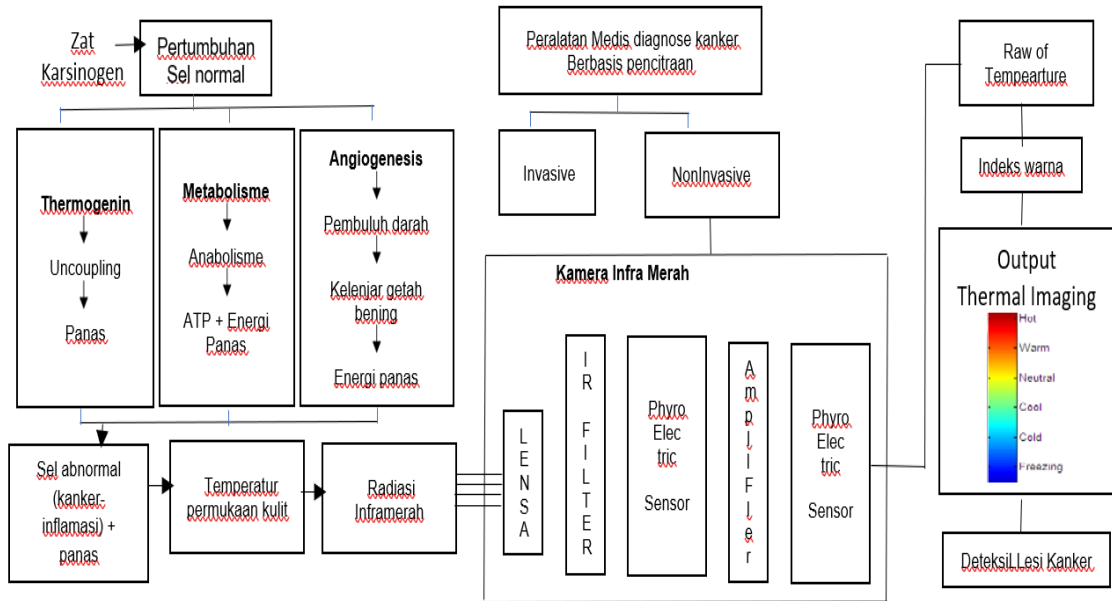 Zat
Karsinogen
Pertumbuhan
Sel normal
Thermogenin
Uncoupling
Panas
Metabolisme
Anabolisme
ATP + Energi
Panas
Angiogenesis
Pembuluh darah
Kelenjar getah
bening
Energi panas
Sel abnormal
(kanker-
inflamasi) +
panas
Temperatur
permukaan kulit
Radiasi
Inframerah
Peralatan Medis diagnose kanker
Berbasis pencitraan
Invasive
NonInvasive
Kamera Infra Merah
L
E
N
S
A
I
R
F
I
L
T
E
R
Phyro
Elec
tric
Sensor
A
m
p
l
I
F
I
e
r
Phyro
Elec
tric
Sensor
Raw of
Tempearture
Indeks warna
Output
Thermal Imaging
Hot
Warm
Neutral
Cool
Cold
Freezing
DeteksiLLesi Kanker